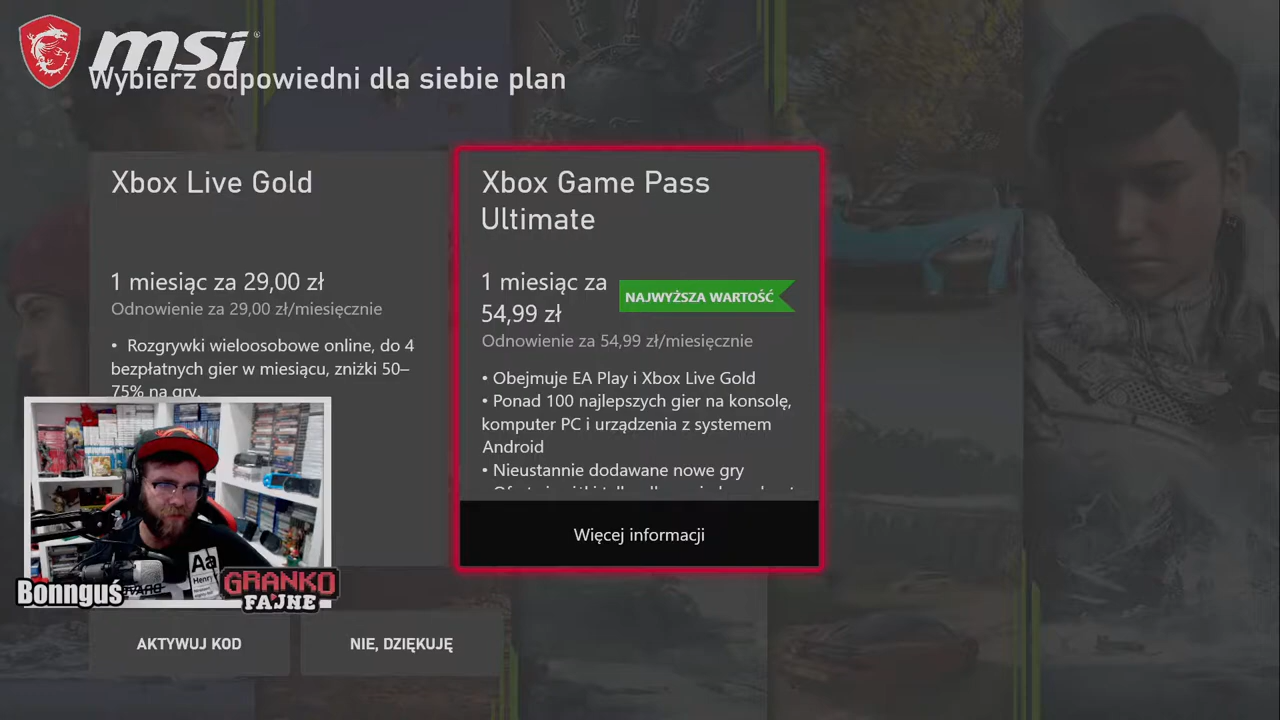 msi
Wybierz odpowiedni dla siebie plan
Xbox Live Gold
1 miesiąc za 29,00 zł
Odnowienie za 29,00 zł/miesięcznie
• Rozgrywki wieloosobowe online, do 4
bezpłatnych gier w miesiącu, zniżki 50–
75% na gry.
Xbox Game Pass
Ultimate
1 miesiąc za
54,99 zł
NAJWYŻSZA WARTOŚĆ
Odnowienie za 54,99 zł/miesięcznie
• Obejmuje EA Play i Xbox Live Gold
• Ponad 100 najlepszych gier na konsolę,
komputer PC i urządzenia z systemem
Android
• Nieustannie dodawane nowe gry
Więcej informacji
Aa
Henry
Bonnguś
GRANKO
FAJNE
AKTYWUJ KOD
NIE, DZIĘKUJĘ